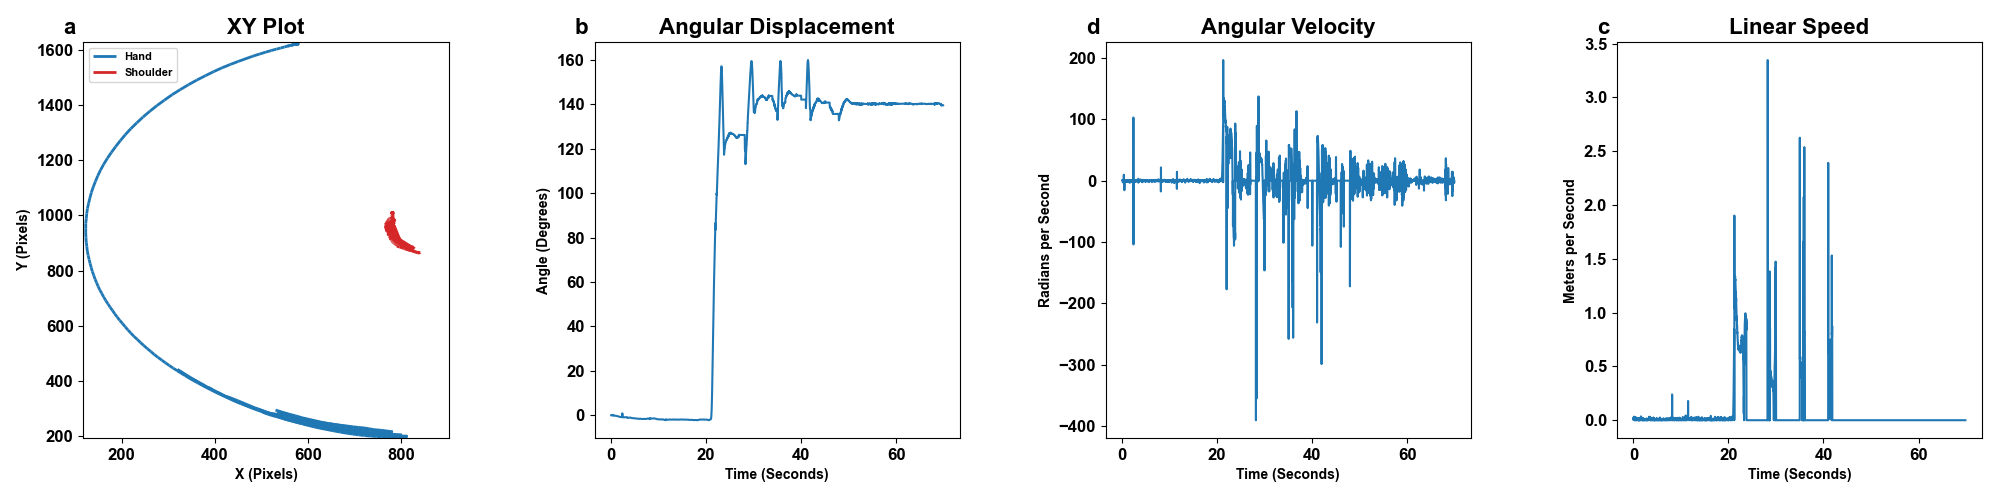 a
XY Plot
Y (Pixels)
1600
1400
1200
1000
800
600
400
200
Hand
Shoulder
200
400
600
800
X (Pixels)
b
Angular Displacement
Angle (Degrees)
160
140
120
100
80
60
40
20
0
0
20
40
60
Time (Seconds)
d
Angular Velocity
Radians per Second
200
100
0
−100
−200
−300
−400
0
20
40
60
Time (Seconds)
c
Linear Speed
Meters per Second
3.5
3.0
2.5
2.0
1.5
1.0
0.5
0.0
0
20
40
60
Time (Seconds)